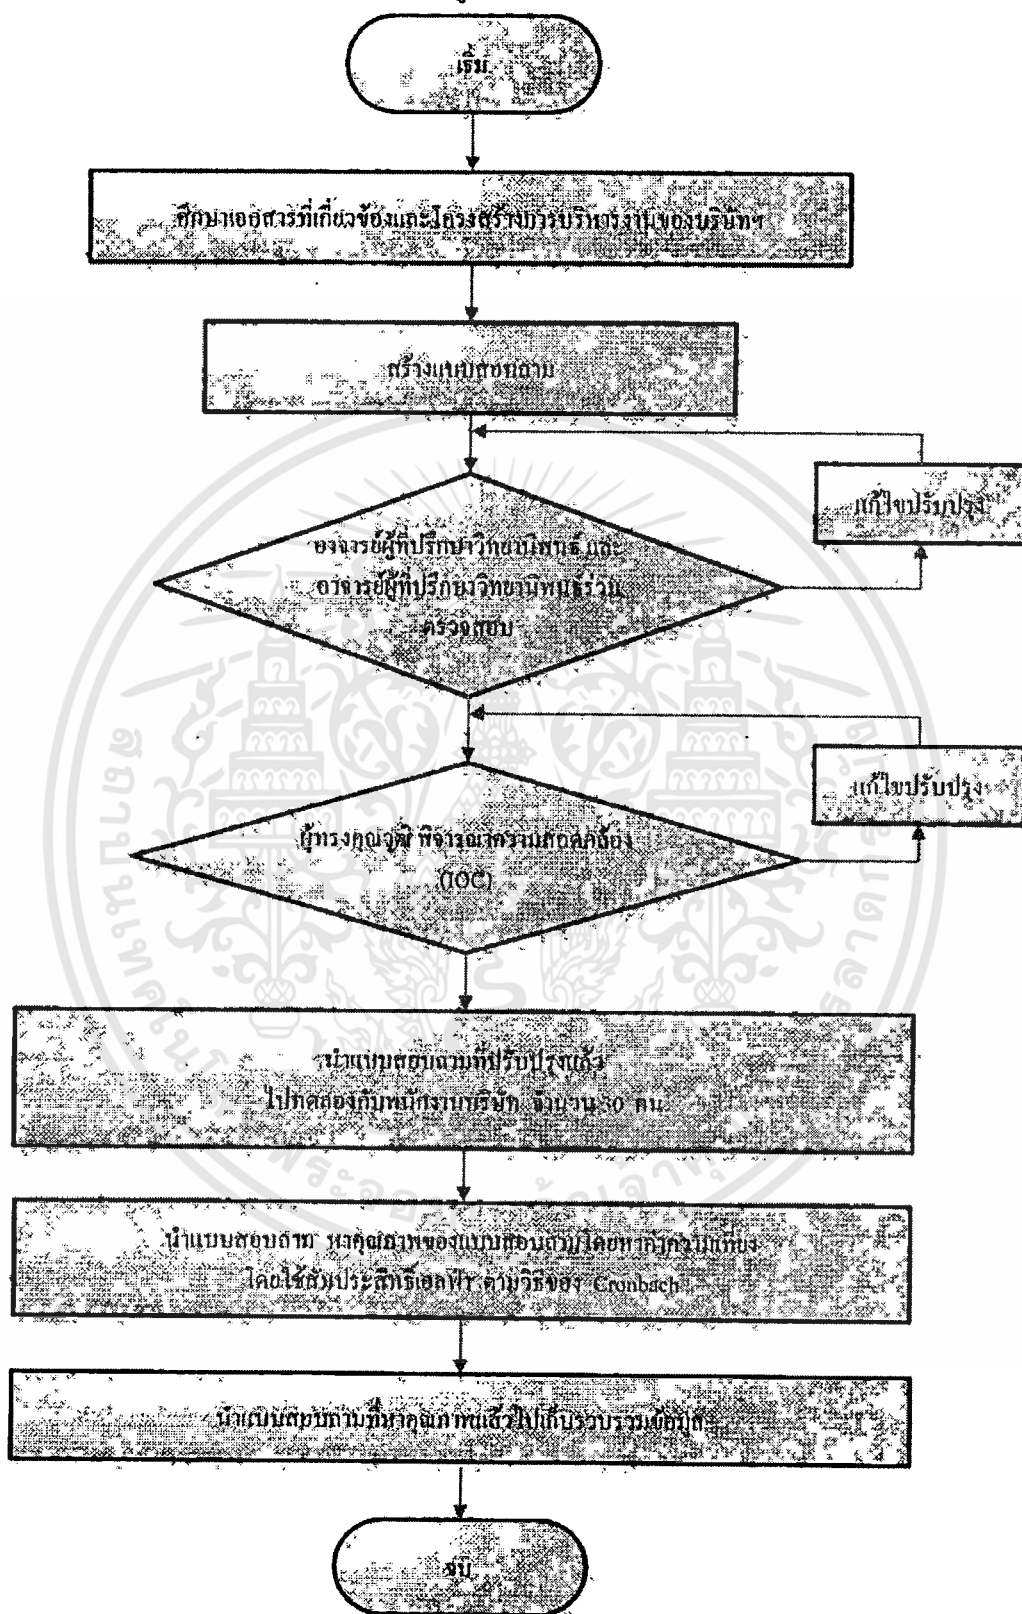 เริ่ม
ศึกษาเอกสารที่เกี่ยวข้องและโครงสร้างการบริหารงานของบริษัทฯ
สร้างแบบสอบถาม
แก้ไขปรับปรุง
อาจารย์ผู้ที่ปรึกษาวิทยานิพนธ์ และ
อาจารย์ผู้ที่ปรึกษาวิทยานิพนธ์ร่วม
ตรวจสอบ
แก้ไขปรับปรุง
ผู้ทรงคุณวุฒิ พิจารณาความสอดคล้อง
(IOC)
นำแบบสอบถามที่ปรับปรุงแล้ว
ไปทดลองกับพนักงานบริษัท จำนวน 30 คน
นำแบบสอบถาม หาคุณภาพของแบบสอบถามโดยหาค่าความเที่ยง
โดยใช้สัมประสิทธิ์เอลฟ่า ตามวิธีของ Cronbach
นำแบบสอบถามที่หาคุณภาพแล้วไปเก็บรวบรวมข้อมูล
จบ